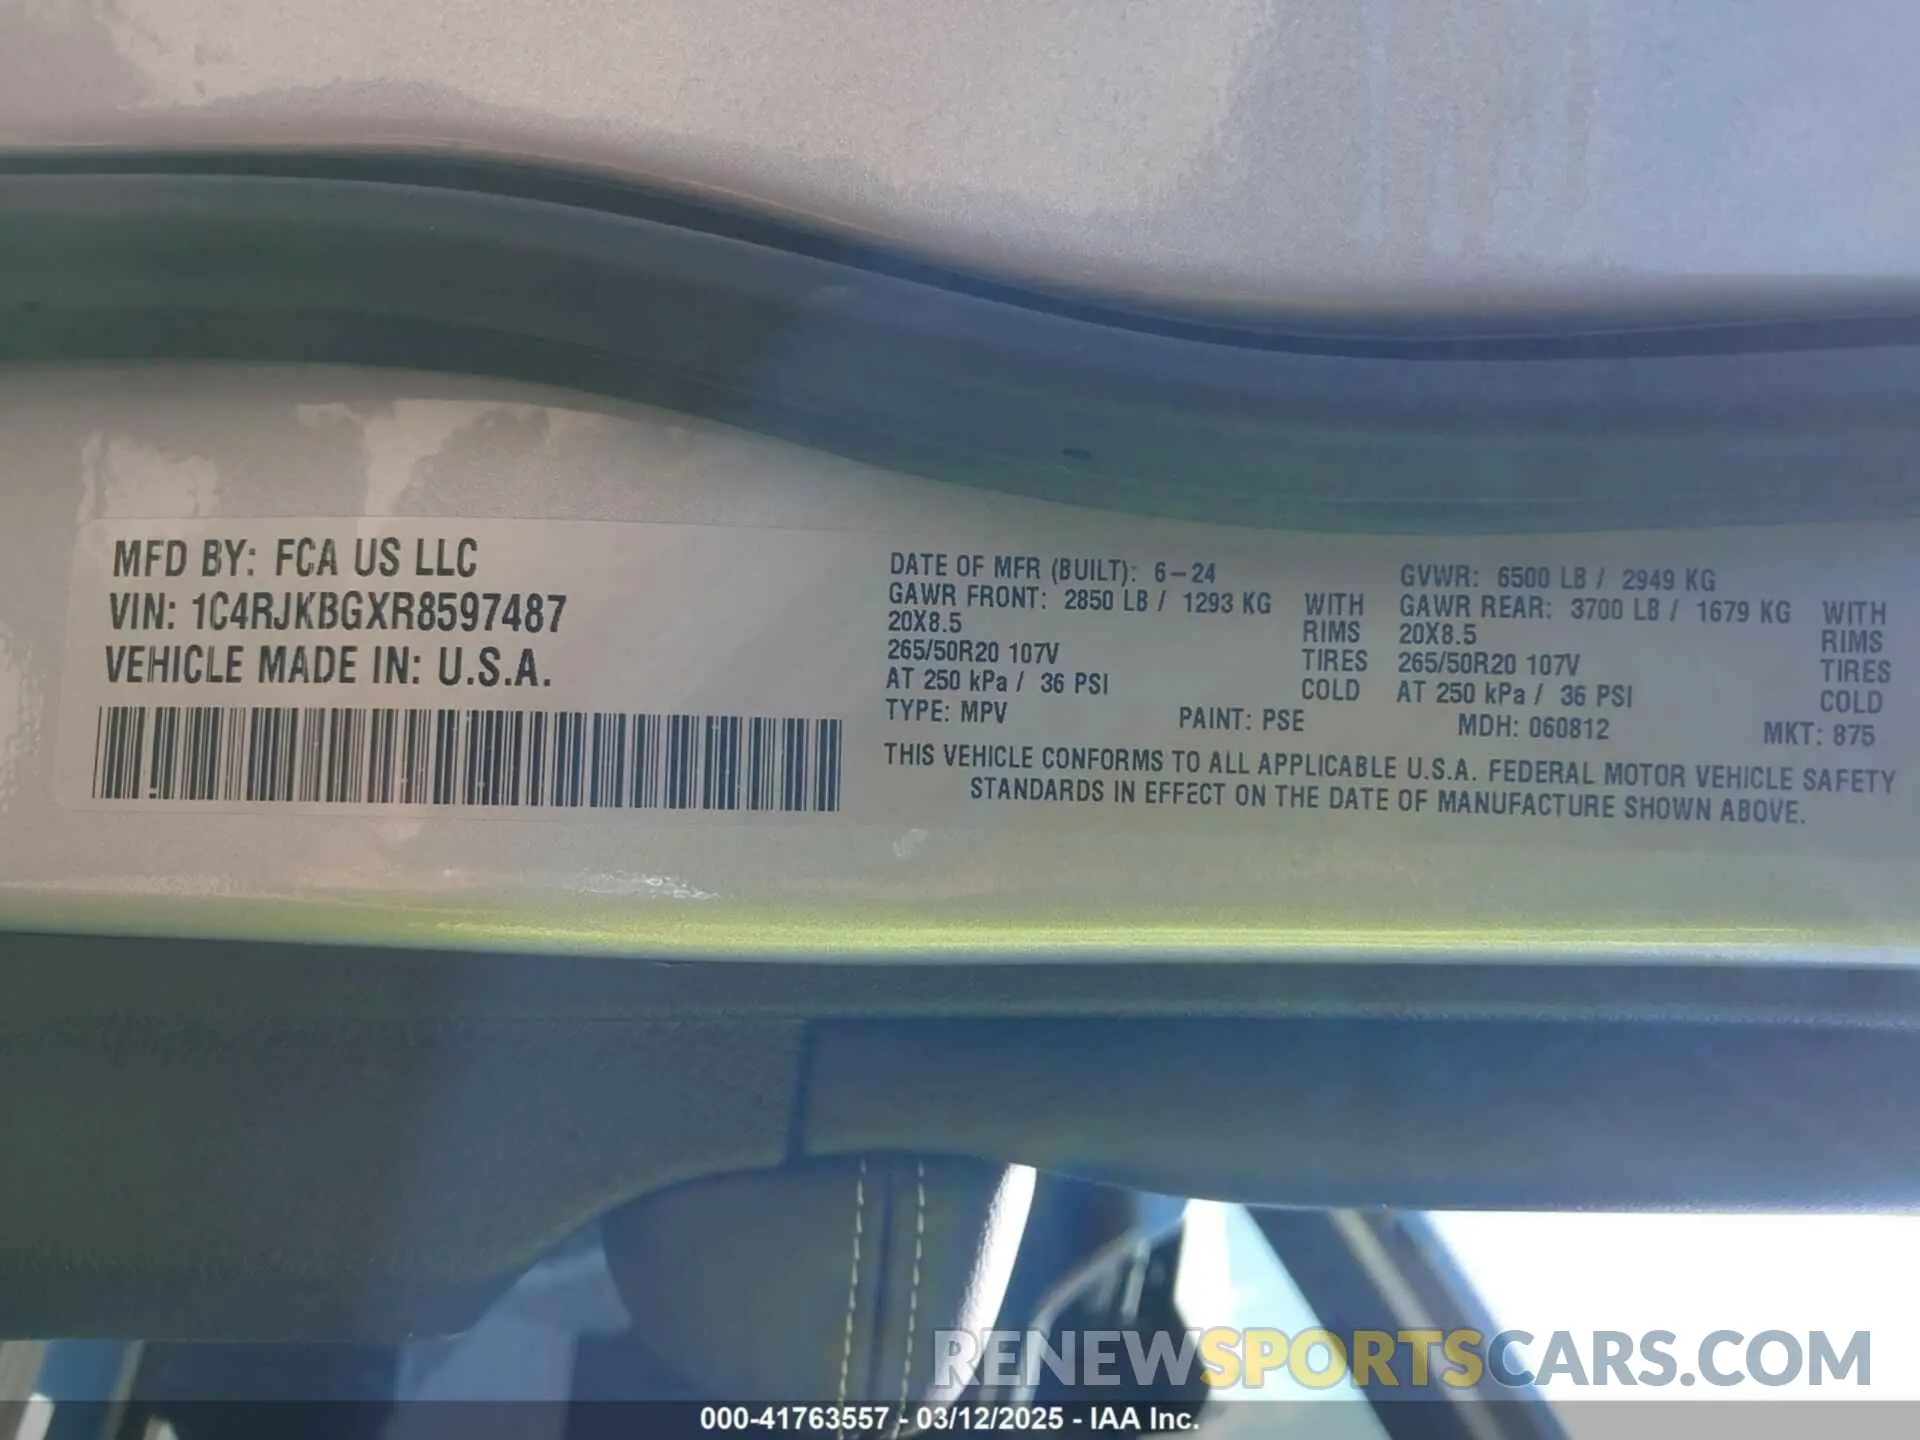 MFD BY: FCA US LLC
VIN: 1C4RJKBGXR8597487
VEHICLE MADE IN: U.S.A.
DATE OF MFR (BUILT): 6-24
GVWR: 6500 LB / 2949 KG
GAWR FRONT: 2850 LB / 1293 KG WITH
20X8.5 RIMS
265/50R20 107V TIRES
AT 250 kPa / 36 PSI COLD
GAWR REAR: 3700 LB / 1679 KG WITH
20X8.5 RIMS
265/50R20 107V TIRES
AT 250 kPa / 36 PSI COLD
TYPE: MPV PAINT: PSE MDH: 060812 MKT: 875
THIS VEHICLE CONFORMS TO ALL APPLICABLE U.S.A. FEDERAL MOTOR VEHICLE SAFETY
STANDARDS IN EFFECT ON THE DATE OF MANUFACTURE SHOWN ABOVE.
RENEWSPORTSCARS.COM
000-41763557 - 03/12/2025 - IAA Inc.